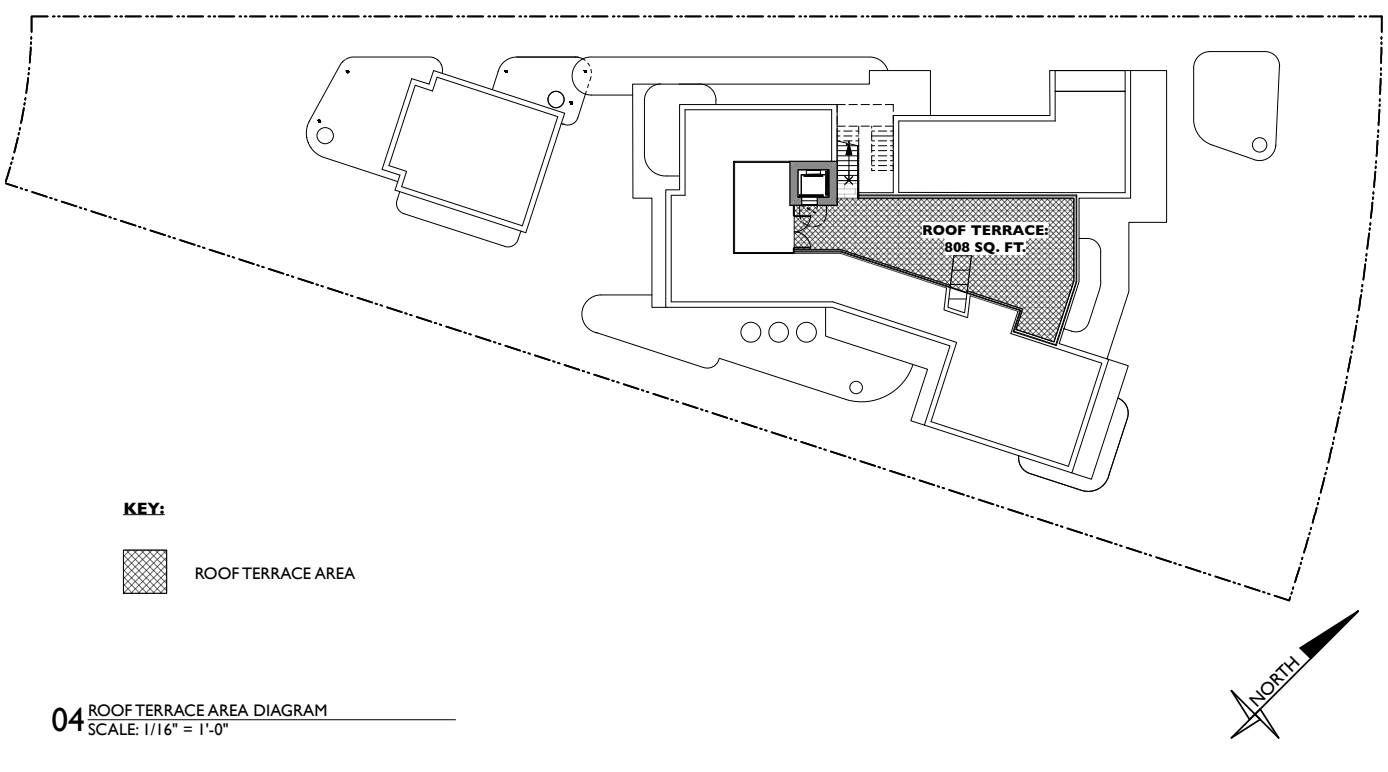 ROOF TERRACE:
808 SQ. FT.
KEY:
ROOF TERRACE AREA
NORTH
04 ROOF TERRACE AREA DIAGRAM
SCALE: 1/16" = 1'-0"